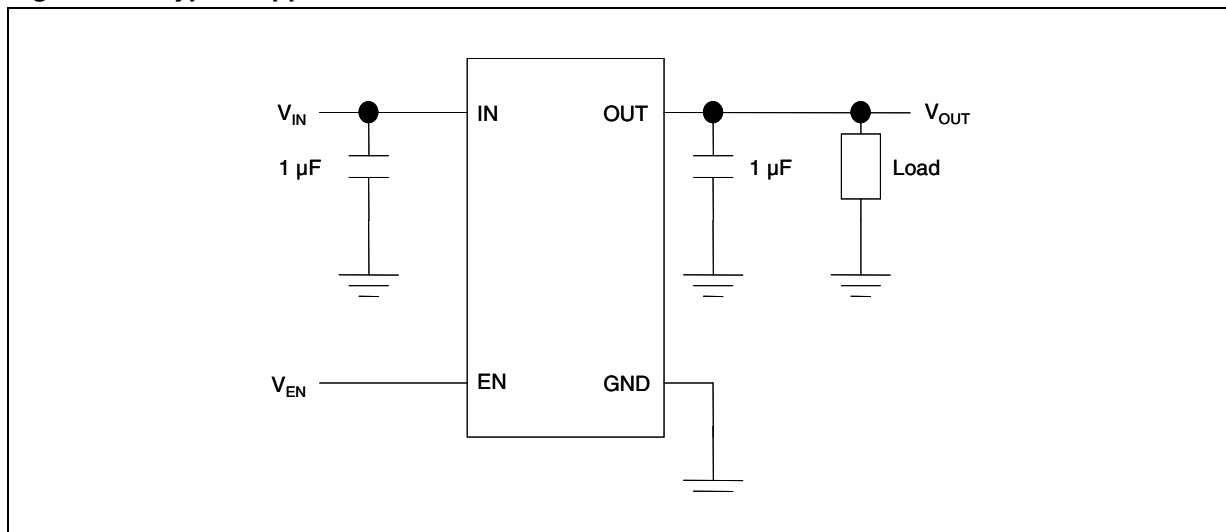 V_IN
IN
OUT
V_OUT
1 µF
1 µF
Load
V_EN
EN
GND